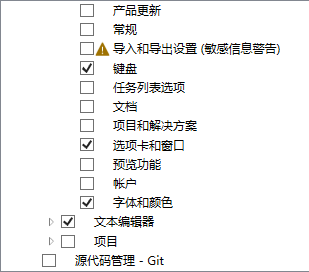 产品更新
常规
导入和导出设置 (敏感信息警告)
键盘
任务列表选项
文档
项目和解决方案
选项卡和窗口
预览功能
帐户
字体和颜色
文本编辑器
项目
源代码管理 - Git